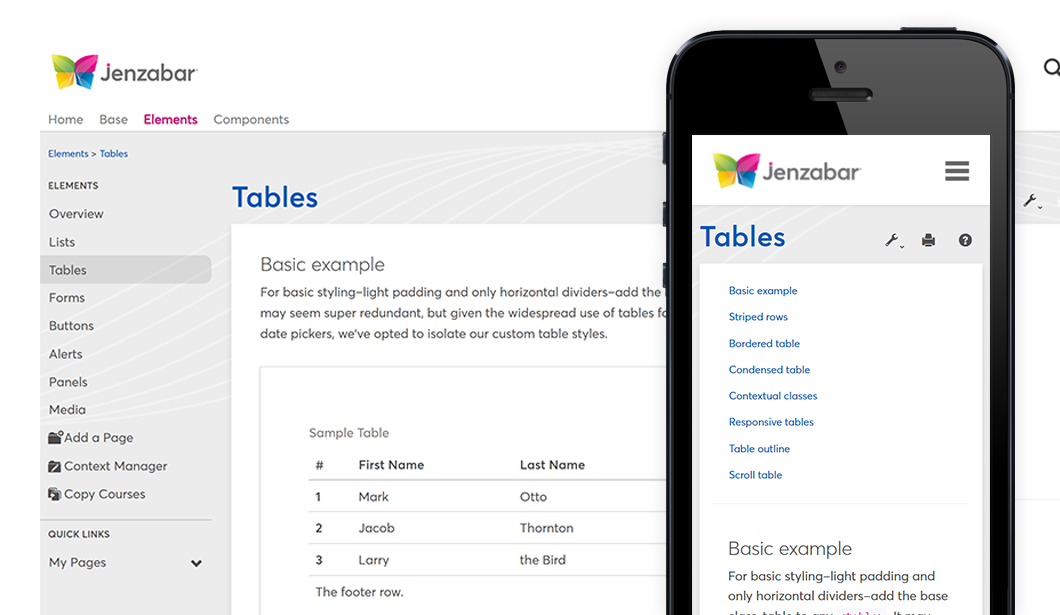 jenzabar
Home Base Elements Components
Elements > Tables
ELEMENTS
Overview
Lists
Tables
Forms
Buttons
Alerts
Panels
Media
Add a Page
Context Manager
Copy Courses
QUICK LINKS
My Pages
Tables
Basic example
For basic styling–light padding and only horizontal dividers–add the
may seem super redundant, but given the widespread use of tables
date pickers, we've opted to isolate our custom table styles.
Sample Table
# First Name Last Name
1 Mark Otto
2 Jacob Thornton
3 Larry the Bird
The footer row.
jenzabar
Tables
Basic example
Striped rows
Bordered table
Condensed table
Contextual classes
Responsive tables
Table outline
Scroll table
Basic example
For basic styling–light padding and
only horizontal dividers–add the base